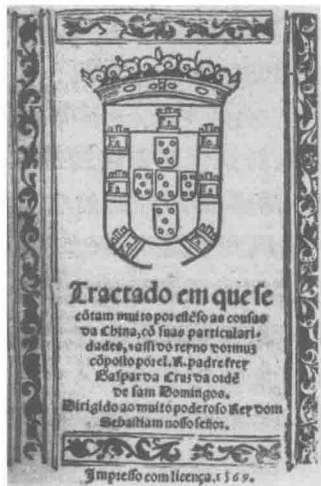 Tractado em que se
cõtam muito por estẽso as cousas
da China, cõ suas particulari-
dades, & assi do reyno dormuz
cõposto por el. R. padre frey
Gaspar da Cruz da ordẽ
de sam Domingos.
Dirigido ao muito poderoso Rey dom
Sebastiam nosso señor.
Impresso com licença, 1569.